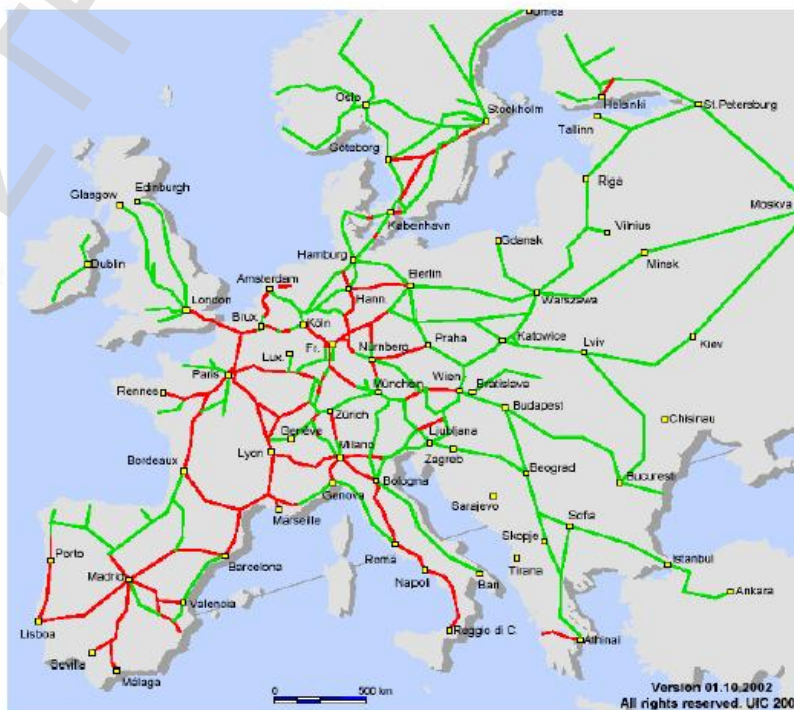 Umea
Oslo
Stockholm
Helsinki
St.Petersburg
Tallinn
Göteborg
Edinburgh
Glasgow
Riga
Moskva
København
Vilnius
Gdansk
Dublin
Hamburg
Minsk
Amsterdam
Berlin
London
Hann.
Warszawa
Brux.
Köln
Katowice
Praha
Lviv
Kiev
Lux.
Fr.
Nürnberg
Paris
Wien
Bratislava
Rennes
München
Budapest
Zürich
Chisinau
Genève
Ljubljana
Lyon
Milano
Zagreb
Bordeaux
Beograd
Bologna
Bucuresti
Genova
Sarajevo
Marseille
Sofia
Skopje
Porto
Roma
Istanbul
Barcelona
Tirana
Madrid
Napoli
Bari
Ankara
Valencia
Lisboa
Reggio di C.
Athinai
Sevilla
Málaga
0 500 km
Version 01.10.2002
All rights reserved. UIC 200